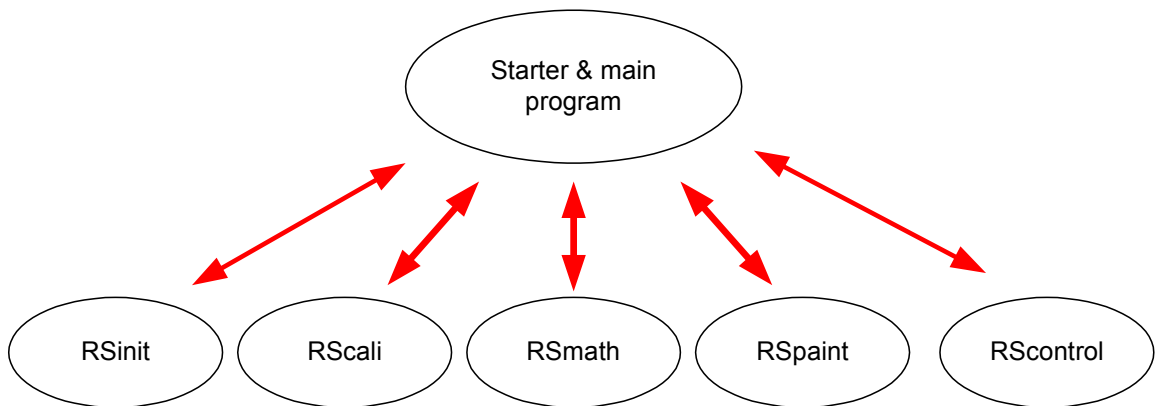 Starter & main
program
RSinit
RScali
RSmath
RSpaint
RScontrol